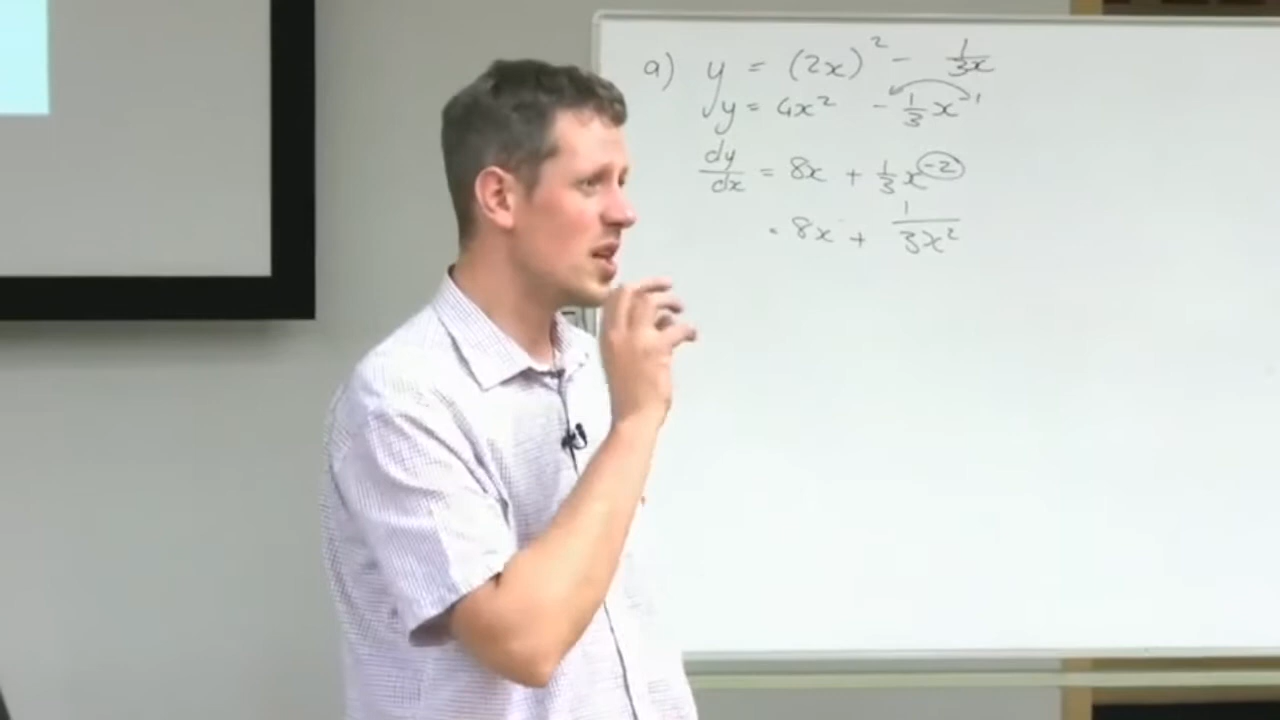 a) y = (2x)² - 1/3x
y = 4x² - 1/3 x⁻¹
dy/dx = 8x + 1/3 x⁻²
= 8x + 1/3x²